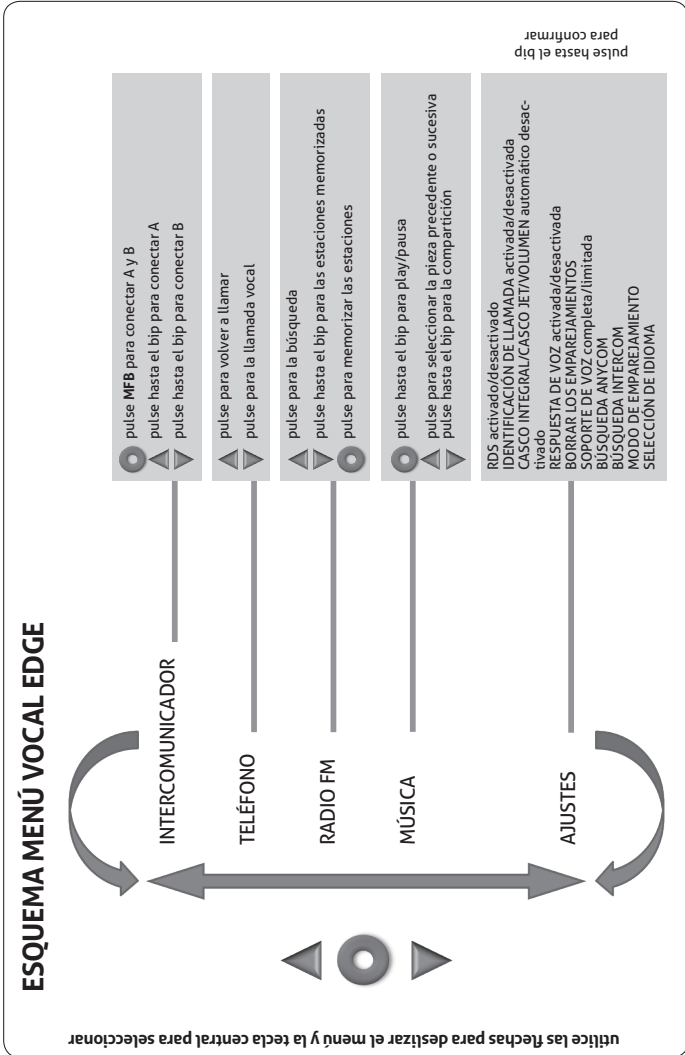 ESQUEMA MENÚ VOCAL EDGE
utilice las flechas para deslizar el menú y la tecla central para seleccionar
INTERCOMUNICADOR
pulse MFB para conectar A y B
pulse hasta el bip para conectar A
pulse hasta el bip para conectar B
TELÉFONO
pulse para volver a llamar
pulse para la llamada vocal
RADIO FM
pulse para la búsqueda
pulse hasta el bip para las estaciones memorizadas
pulse para memorizar las estaciones
MÚSICA
pulse hasta el bip para play/pausa
pulse para seleccionar la pieza precedente o sucesiva
pulse hasta el bip para la compartición
AJUSTES
RDS activado/desactivado
IDENTIFICACIÓN DE LLAMADA activada/desactivada
CASCO INTEGRAL/CASCO JET/VOLUMEN automático desac-
tivado
RESPUESTA DE VOZ activada/desactivada
BORRAR LOS EMPAREJAMIENTOS
SOPORTE DE VOZ completa/limitada
BÚSQUEDA ANYCOM
BÚSQUEDA INTERCOM
MODO DE EMPAREJAMIENTO
SELECCIÓN DE IDIOMA
pulse hasta el bip
para confirmar